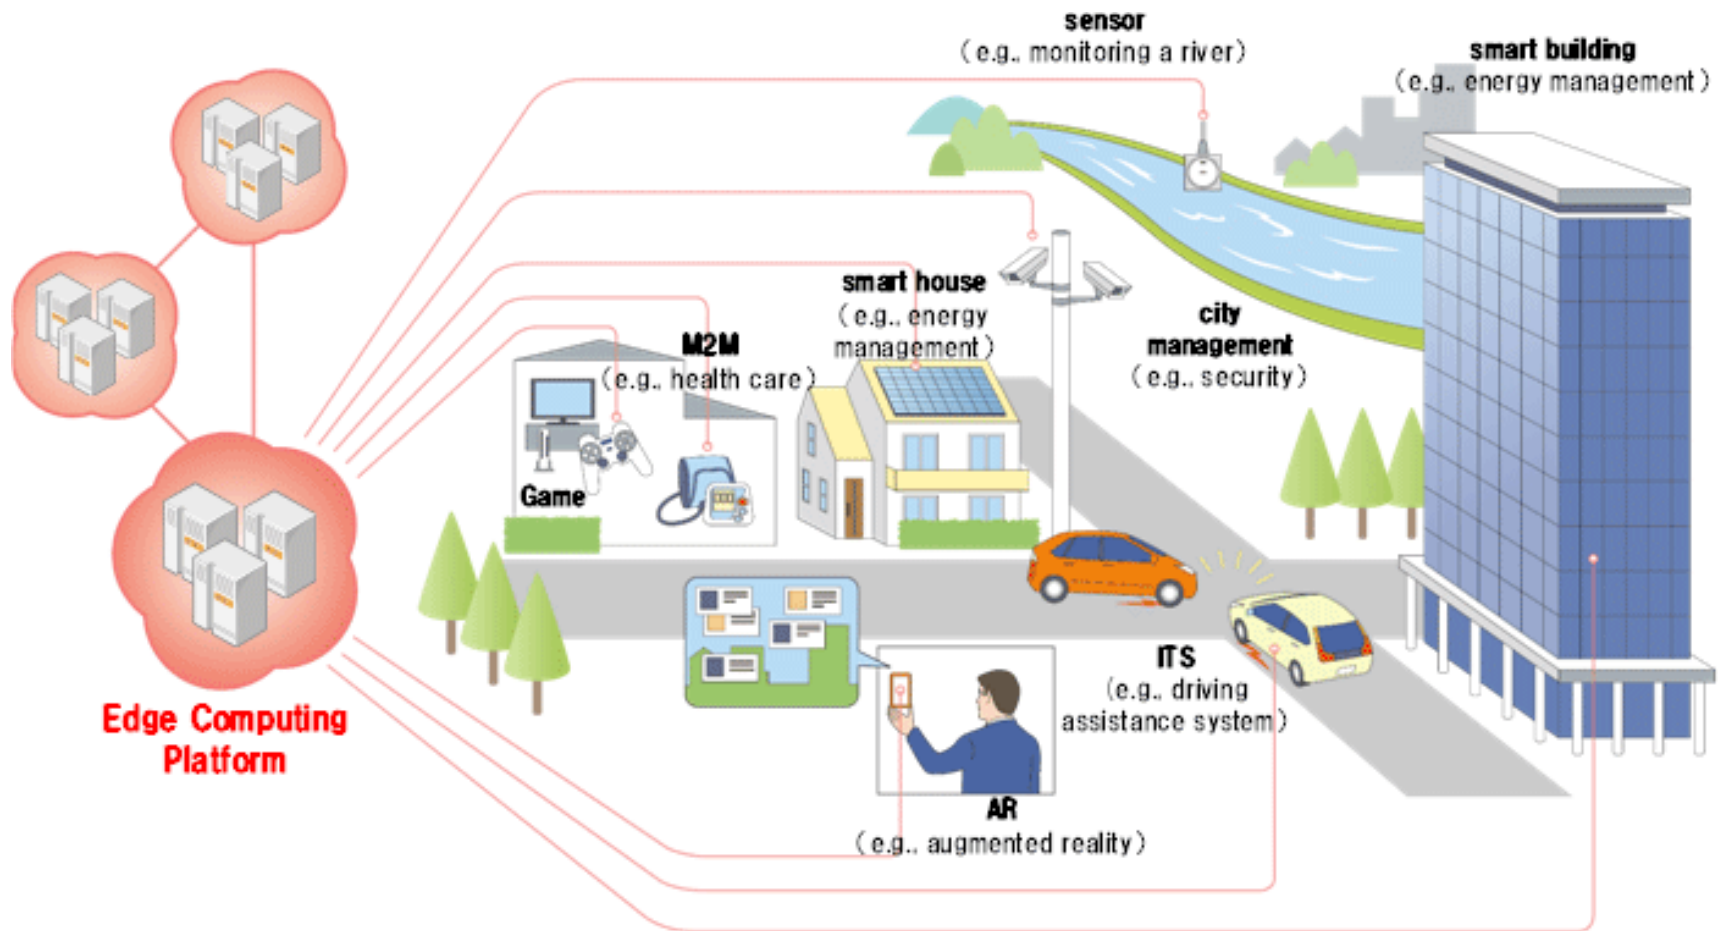 sensor
(e.g., monitoring a river)
smart building
(e.g., energy management)
smart house
(e.g., energy
management)
city
management
(e.g., security)
M2M
(e.g., health care)
Game
Edge Computing
Platform
ITS
(e.g., driving
assistance system)
AR
(e.g., augmented reality)